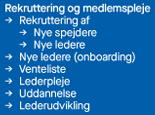 Rekruttering og medlemspleje
→ Rekruttering af
→ Nye spejdere
→ Nye ledere
→ Nye ledere (onboarding)
→ Venteliste
→ Lederpleje
→ Uddannelse
→ Lederudvikling